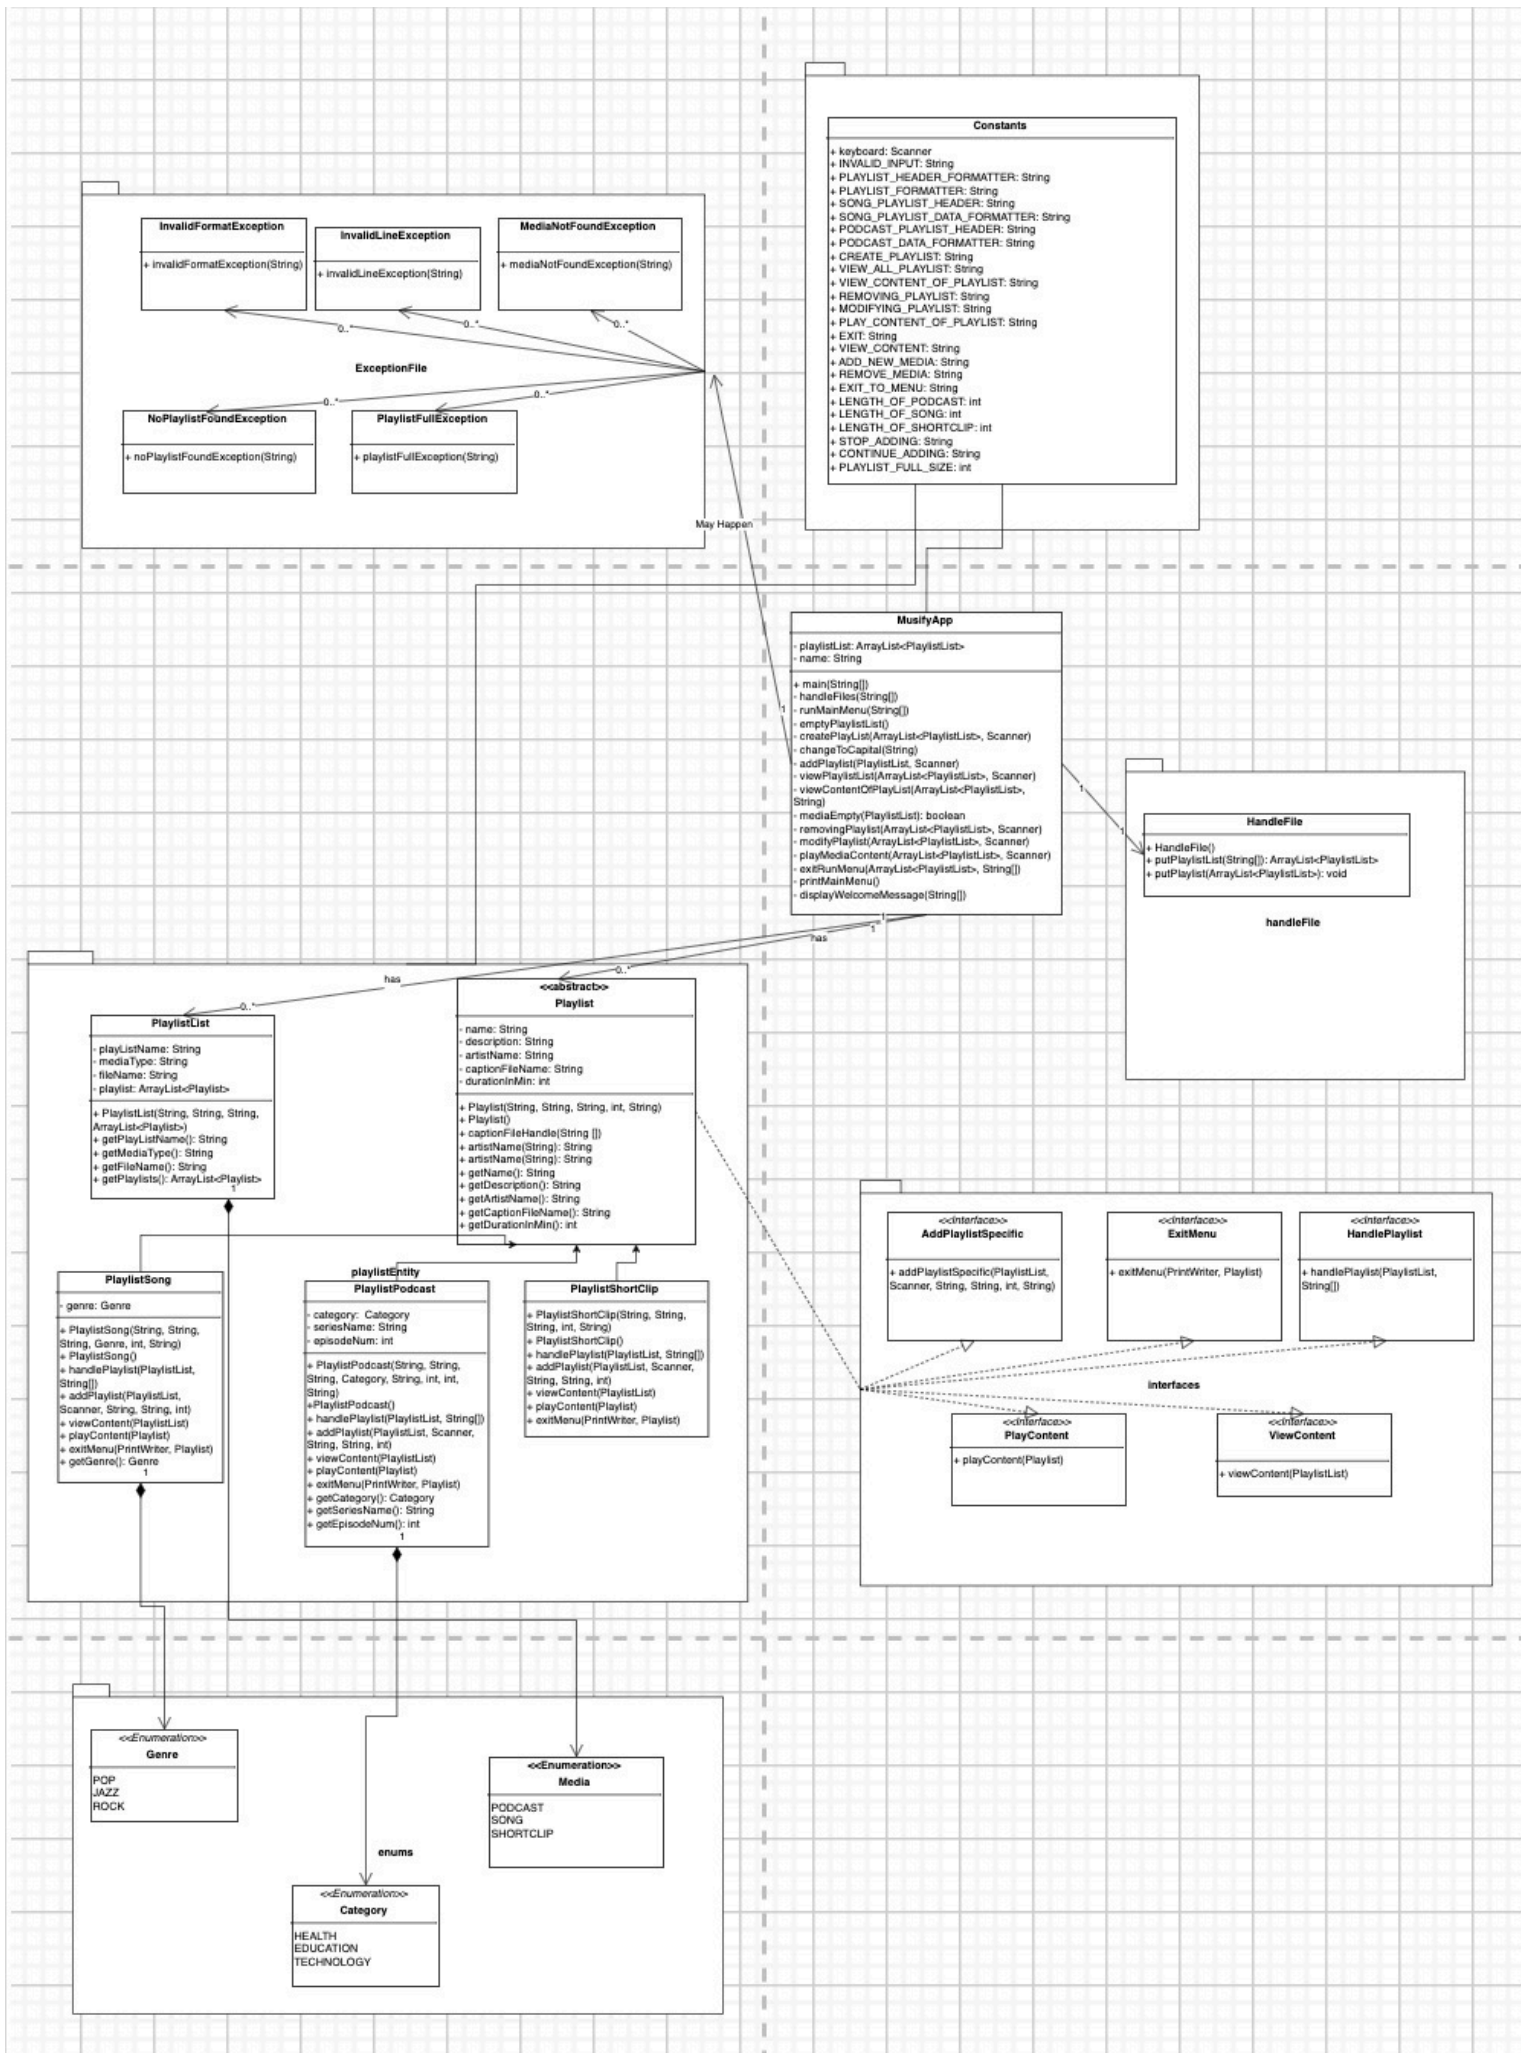 Constants
+ keyboard: Scanner
+ INVALID_INPUT: String
+ PLAYLIST_HEADER_FORMATTER: String
+ PLAYLIST_FORMATTER: String
+ SONG_PLAYLIST_HEADER: String
+ SONG_PLAYLIST_DATA_FORMATTER: String
+ PODCAST_PLAYLIST_HEADER: String
+ PODCAST_DATA_FORMATTER: String
+ CREATE_PLAYLIST: String
+ VIEW_ALL_PLAYLIST: String
+ VIEW_CONTENT_OF_PLAYLIST: String
+ REMOVING_PLAYLIST: String
+ MODIFYING_PLAYLIST: String
+ PLAY_CONTENT_OF_PLAYLIST: String
+ EXIT: String
+ VIEW_CONTENT: String
+ ADD_NEW_MEDIA: String
+ REMOVE_MEDIA: String
+ EXIT_TO_MENU: String
+ LENGTH_OF_PODCAST: int
+ LENGTH_OF_SONG: int
+ LENGTH_OF_SHORTCLIP: int
+ STOP_ADDING: String
+ CONTINUE_ADDING: String
+ PLAYLIST_FULL_SIZE: int
InvalidFormatException
+ invalidFormatException(String)
InvalidLineException
+ invalidLineException(String)
MediaNotFoundException
+ mediaNotFoundException(String)
0..*
0..*
0..*
ExceptionFile
0..*
0..*
NoPlaylistFoundException
+ noPlaylistFoundException(String)
PlaylistFullException
+ playlistFullException(String)
May Happen
1
MusifyApp
- playlistList: ArrayList<PlaylistList>
- name: String
+ main(String[])
- handleFiles(String[])
- runMainMenu(String[])
- emptyPlaylistList()
- createPlayList(ArrayList<PlaylistList>, Scanner)
- changeToCapital(String)
- addPlaylist(PlaylistList, Scanner)
- viewPlaylistList(ArrayList<PlaylistList>, Scanner)
- viewContentOfPlayList(ArrayList<PlaylistList>,
String)
- mediaEmpty(PlaylistList): boolean
- removingPlaylist(ArrayList<PlaylistList>, Scanner)
- modifyPlaylist(ArrayList<PlaylistList>, Scanner)
- playMediaContent(ArrayList<PlaylistList>, Scanner)
- exitRunMenu(ArrayList<PlaylistList>, String[])
- printMainMenu()
- displayWelcomeMessage(String[])
1
1
HandleFile
+ HandleFile()
+ putPlaylistList(String[]): ArrayList<PlaylistList>
+ putPlaylist(ArrayList<PlaylistList>): void
handleFile
1
1
has
has
0..*
0..*
PlaylistList
- playListName: String
- mediaType: String
- fileName: String
- playlist: ArrayList<Playlist>
+ PlaylistList(String, String, String,
ArrayList<Playlist>)
+ getPlayListName(): String
+ getMediaType(): String
+ getFileName(): String
+ getPlaylists(): ArrayList<Playlist>
1
<<abstract>>
Playlist
- name: String
- description: String
- artistName: String
- captionFileName: String
- durationInMin: int
+ Playlist(String, String, String, int, String)
+ Playlist()
+ captionFileHandle(String [])
+ artistName(String): String
+ artistName(String): String
+ getName(): String
+ getDescription(): String
+ getArtistName(): String
+ getCaptionFileName(): String
+ getDurationInMin(): int
PlaylistSong
- genre: Genre
+ PlaylistSong(String, String,
String, Genre, int, String)
+ PlaylistSong()
+ handlePlaylist(PlaylistList,
String[])
+ addPlaylist(PlaylistList,
Scanner, String, String, int)
+ viewContent(PlaylistList)
+ playContent(Playlist)
+ exitMenu(PrintWriter, Playlist)
+ getGenre(): Genre
1
playlistEntity
PlaylistPodcast
- category: Category
- seriesName: String
- episodeNum: int
+ PlaylistPodcast(String, String,
String, Category, String, int, int,
String)
+PlaylistPodcast()
+ handlePlaylist(PlaylistList, String[])
+ addPlaylist(PlaylistList, Scanner,
String, String, int)
+ viewContent(PlaylistList)
+ playContent(Playlist)
+ exitMenu(PrintWriter, Playlist)
+ getCategory(): Category
+ getSeriesName(): String
+ getEpisodeNum(): int
1
PlaylistShortClip
+ PlaylistShortClip(String, String,
String, int, String)
+ PlaylistShortClip()
+ handlePlaylist(PlaylistList, String[])
+ addPlaylist(PlaylistList, Scanner,
String, String, int)
+ viewContent(PlaylistList)
+ playContent(Playlist)
+ exitMenu(PrintWriter, Playlist)
<<Interface>>
AddPlaylistSpecific
+ addPlaylistSpecific(PlaylistList,
Scanner, String, String, int, String)
<<Interface>>
ExitMenu
+ exitMenu(PrintWriter, Playlist)
<<Interface>>
HandlePlaylist
+ handlePlaylist(PlaylistList,
String[])
interfaces
<<Interface>>
PlayContent
+ playContent(Playlist)
<<Interface>>
ViewContent
+ viewContent(PlaylistList)
<<Enumeration>>
Genre
POP
JAZZ
ROCK
<<Enumeration>>
Media
PODCAST
SONG
SHORTCLIP
enums
<<Enumeration>>
Category
HEALTH
EDUCATION
TECHNOLOGY